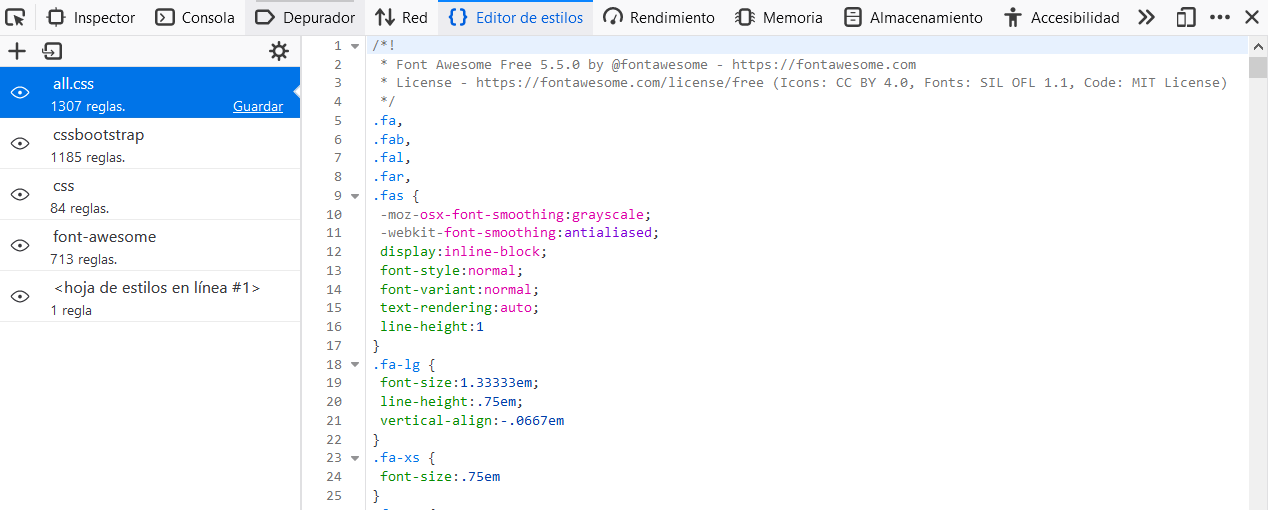 Inspector Consola Depurador Red Editor de estilos Rendimiento Memoria Almacenamiento Accesibilidad
all.css
1307 reglas. Guardar
cssbootstrap
1185 reglas.
css
84 reglas.
font-awesome
713 reglas.
<hoja de estilos en línea #1>
1 regla
1 /*!
2 * Font Awesome Free 5.5.0 by @fontawesome - https://fontawesome.com
3 * License - https://fontawesome.com/license/free (Icons: CC BY 4.0, Fonts: SIL OFL 1.1, Code: MIT License)
4 */
5 .fa,
6 .fab,
7 .fal,
8 .far,
9 .fas {
10 -moz-osx-font-smoothing:grayscale;
11 -webkit-font-smoothing:antialiased;
12 display:inline-block;
13 font-style:normal;
14 font-variant:normal;
15 text-rendering:auto;
16 line-height:1
17 }
18 .fa-lg {
19 font-size:1.33333em;
20 line-height:.75em;
21 vertical-align:-.0667em
22 }
23 .fa-xs {
24 font-size:.75em
25 }